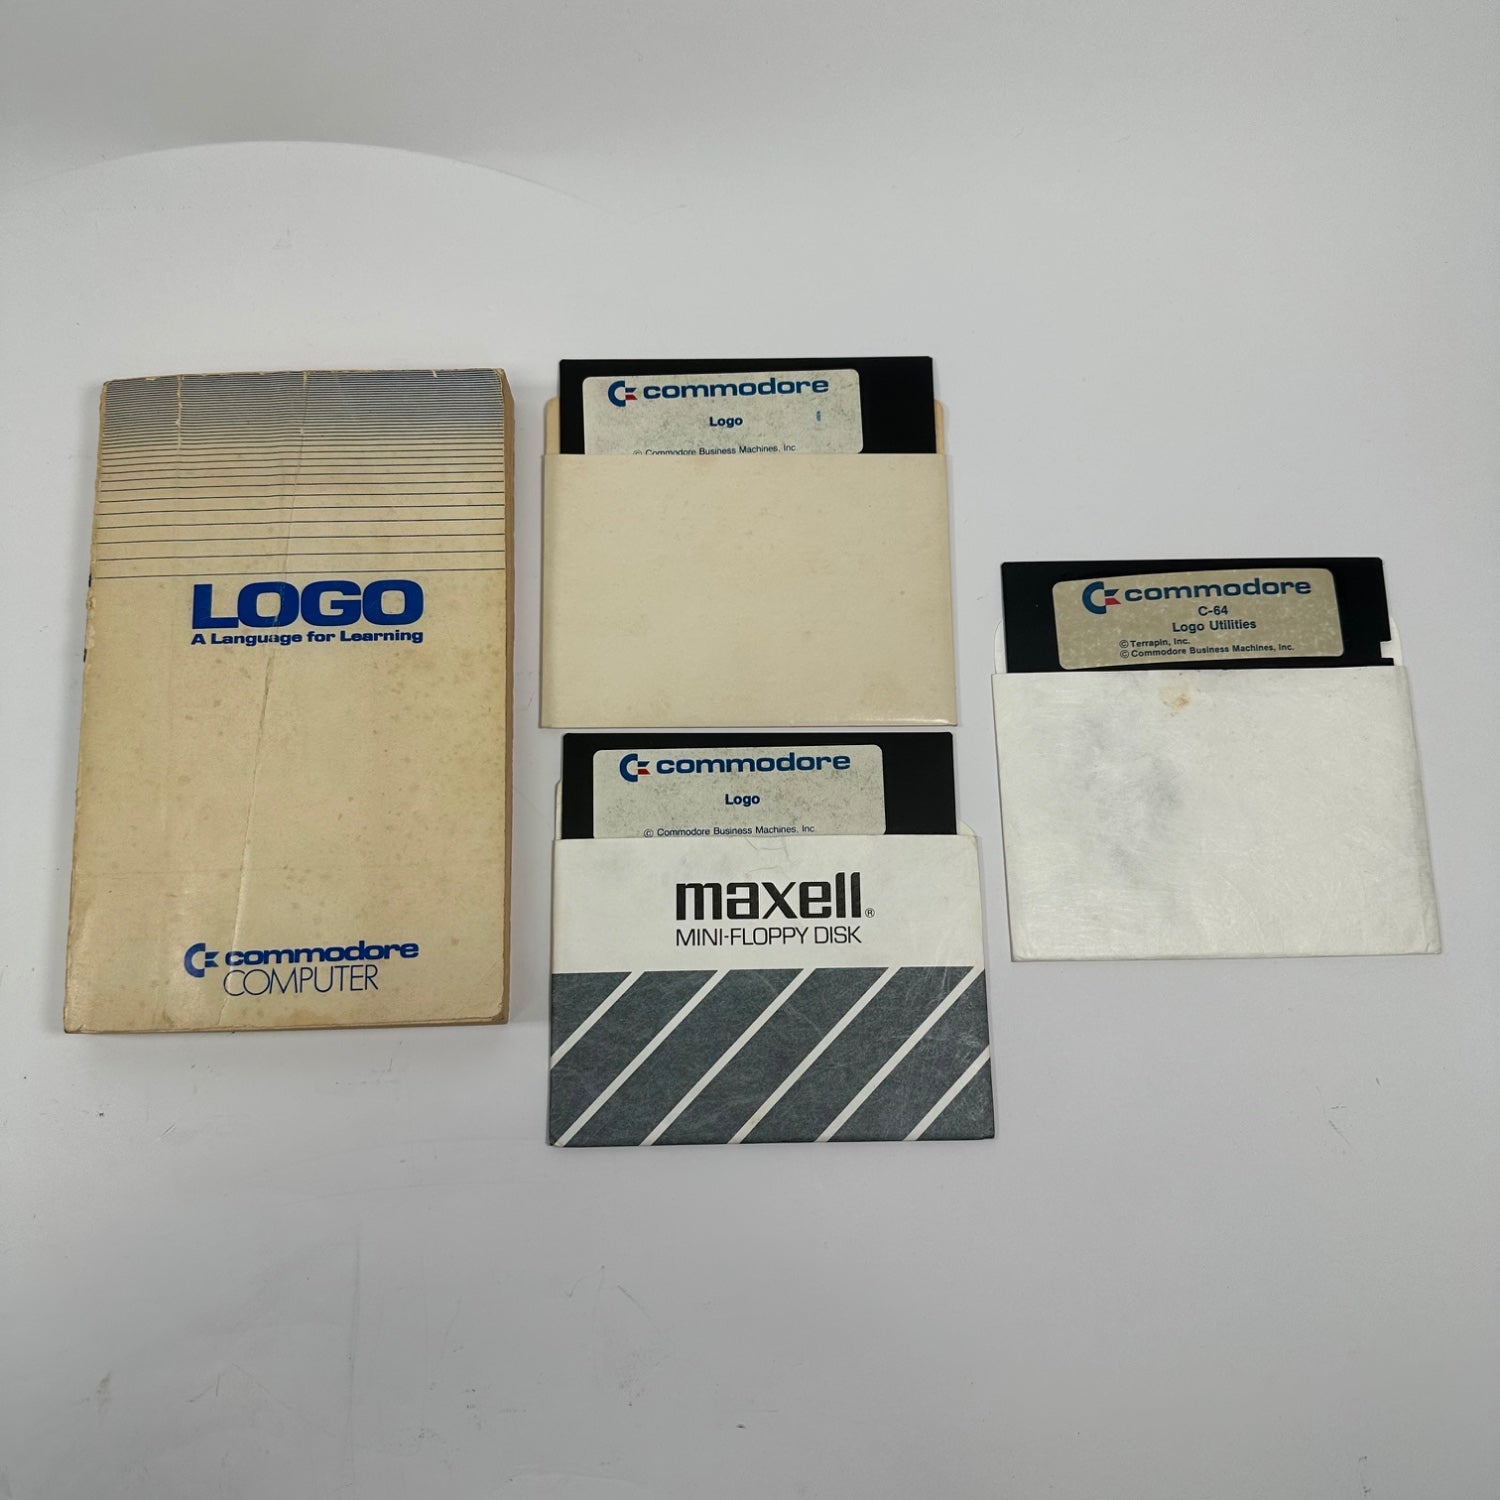 LOGO
A Language for Learning
commodore
COMPUTER
commodore
Logo
© Commodore Business Machines, Inc
commodore
Logo
© Commodore Business Machines, Inc
maxell®
MINI-FLOPPY DISK
commodore
C-64
Logo Utilities
© Terrapin, Inc.
© Commodore Business Machines, Inc.